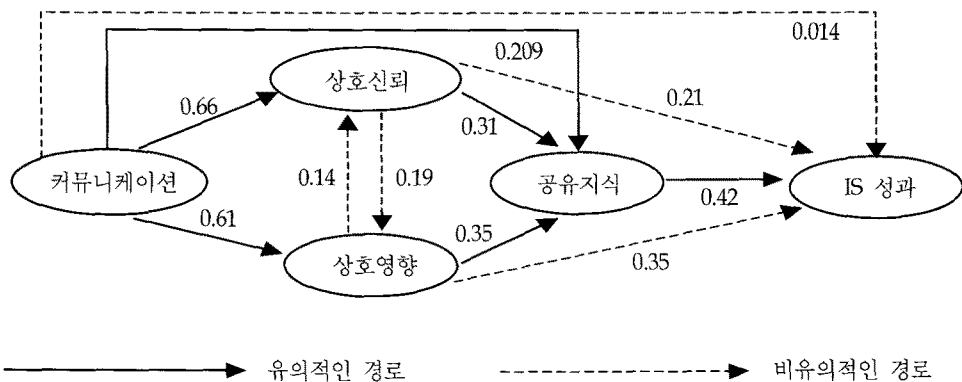 0.014
0.209
상호신뢰
0.21
0.66
0.31
커뮤니케이션
0.14
0.19
공유지식
0.42
IS 성과
0.61
0.35
상호영향
0.35
유의적인 경로
비유의적인 경로